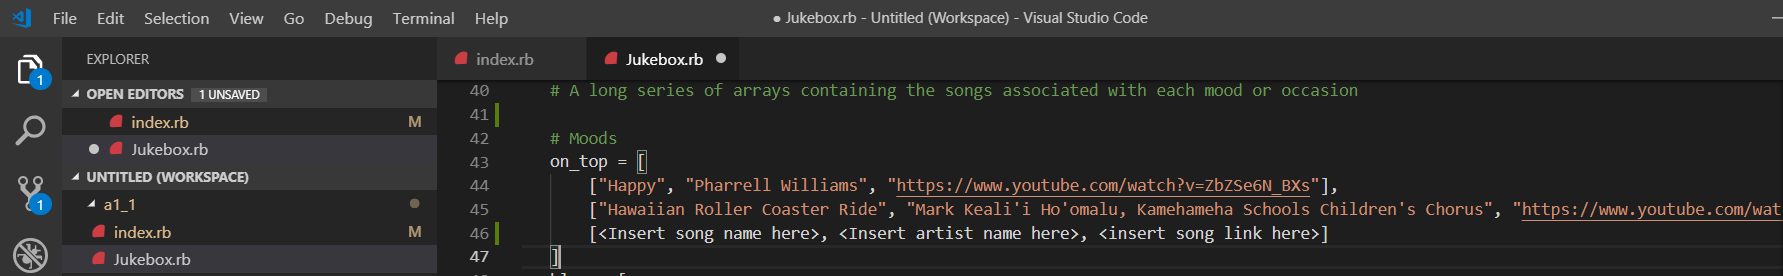 File Edit Selection View Go Debug Terminal Help ● Jukebox.rb - Untitled (Workspace) - Visual Studio Code
EXPLORER
OPEN EDITORS 1 UNSAVED
index.rb M
Jukebox.rb
UNTITLED (WORKSPACE)
a1_1
index.rb M
Jukebox.rb
1
1
index.rb Jukebox.rb
40 # A long series of arrays containing the songs associated with each mood or occasion
41
42 # Moods
43 on_top = [
44 ["Happy", "Pharrell Williams", "https://www.youtube.com/watch?v=ZbZSe6N_BXs"],
45 ["Hawaiian Roller Coaster Ride", "Mark Keali'i Ho'omalu, Kamehameha Schools Children's Chorus", "https://www.youtube.com/wat
46 [<Insert song name here>, <Insert artist name here>, <insert song link here>]
47 ]